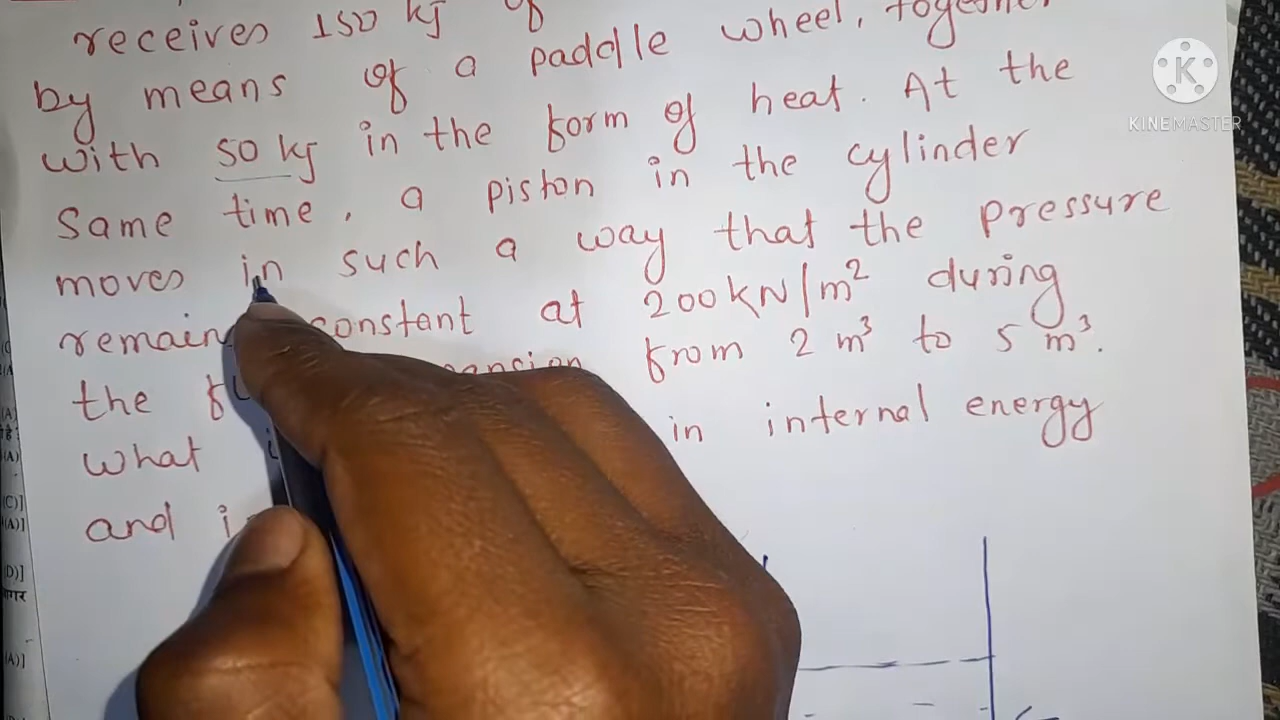 receives 150 kJ of
by means of a paddle wheel, together
with 50 kJ in the form of heat. At the
same time, a piston in the cylinder
moves in such a way that the pressure
remain constant at 200 kN/m² during
the from 2 m³ to 5 m³.
What in internal energy
and
KINEMASTER
(A)
(C)]
(A)]
(D)]
(A)]